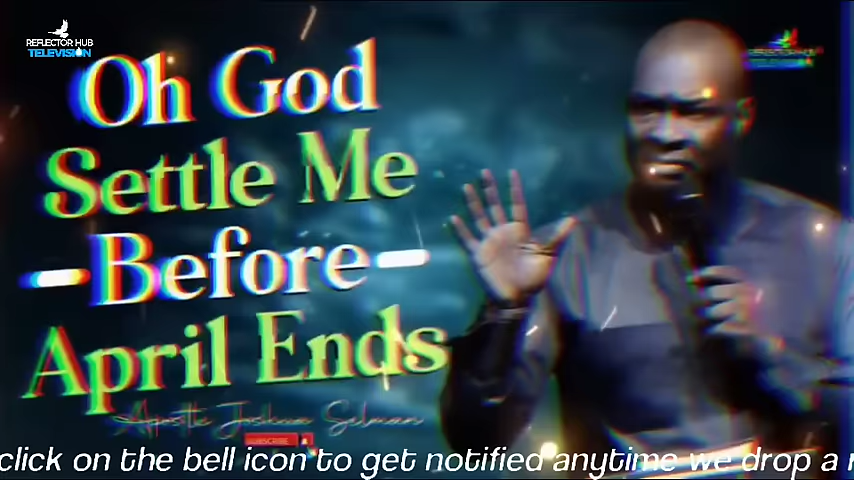 REFLECTOR HUB
TELEVISION
Oh God
Settle Me
-Before-
April Ends
Apostle Joshua Selman
SUBSCRIBE
click on the bell icon to get notified anytime we drop a